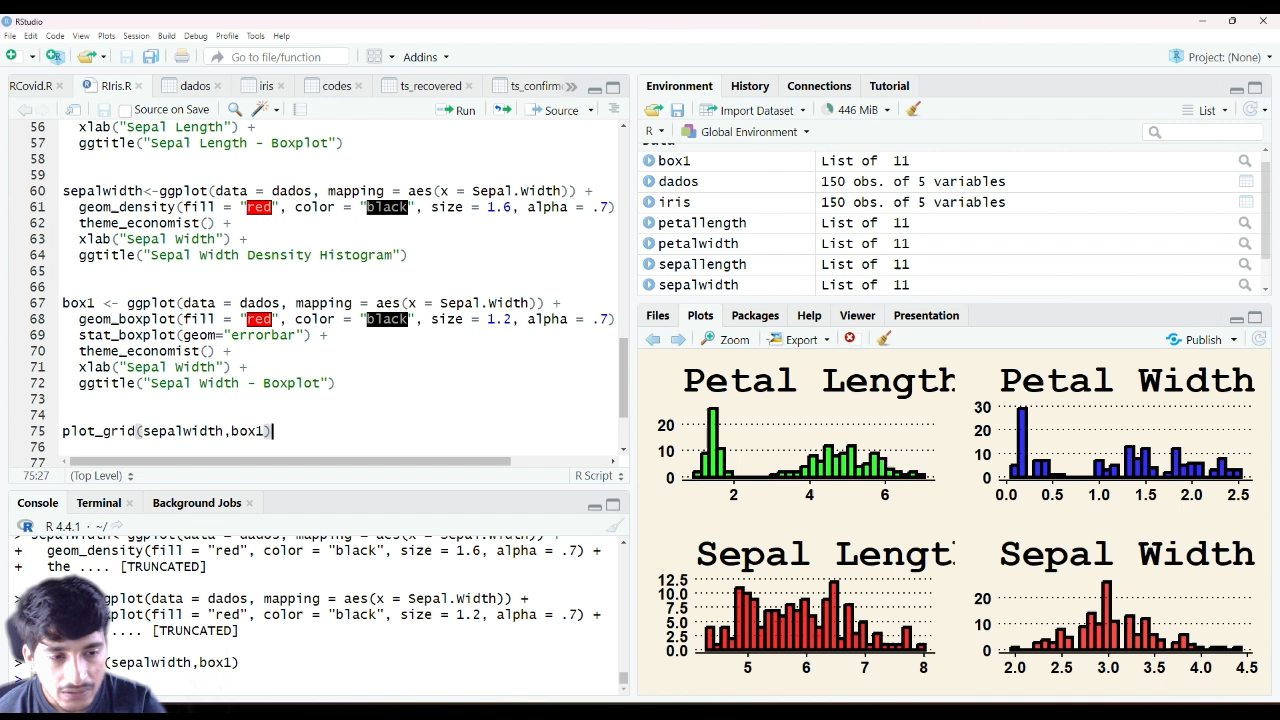 RStudio
File Edit Code View Plots Session Build Debug Profile Tools Help
Go to file/function Addins Project: (None)
RCovid.R RIris.R dados iris codes ts_recovered ts_confirm
Source on Save Run Source
56 xlab("Sepal Length") +
57 ggtitle("Sepal Length - Boxplot")
58
59
60 sepalwidth<-ggplot(data = dados, mapping = aes(x = Sepal.Width)) +
61 geom_density(fill = "red", color = "black", size = 1.6, alpha = .7)
62 theme_economist() +
63 xlab("Sepal Width") +
64 ggtitle("Sepal Width Desnsity Histogram")
65
66
67 box1 <- ggplot(data = dados, mapping = aes(x = Sepal.Width)) +
68 geom_boxplot(fill = "red", color = "black", size = 1.2, alpha = .7)
69 stat_boxplot(geom="errorbar") +
70 theme_economist() +
71 xlab("Sepal Width") +
72 ggtitle("Sepal Width - Boxplot")
73
74
75 plot_grid(sepalwidth,box1)
76
77
75:27 (Top Level) R Script
Console Terminal Background Jobs
R 4.4.1 · ~/
+ geom_density(fill = "red", color = "black", size = 1.6, alpha = .7) +
+ the .... [TRUNCATED]
gplot(data = dados, mapping = aes(x = Sepal.Width)) +
plot(fill = "red", color = "black", size = 1.2, alpha = .7) +
.... [TRUNCATED]
(sepalwidth,box1)
Environment History Connections Tutorial
Import Dataset 446 MiB List
R Global Environment
box1 List of 11
dados 150 obs. of 5 variables
iris 150 obs. of 5 variables
petallength List of 11
petalwidth List of 11
sepallength List of 11
sepalwidth List of 11
Files Plots Packages Help Viewer Presentation
Zoom Export Publish
Petal Length
20
10
0
2 4 6
Petal Width
30
20
10
0
0.0 0.5 1.0 1.5 2.0 2.5
Sepal Lengt
12.5
10.0
7.5
5.0
2.5
0.0
5 6 7 8
Sepal Width
20
10
0
2.0 2.5 3.0 3.5 4.0 4.5